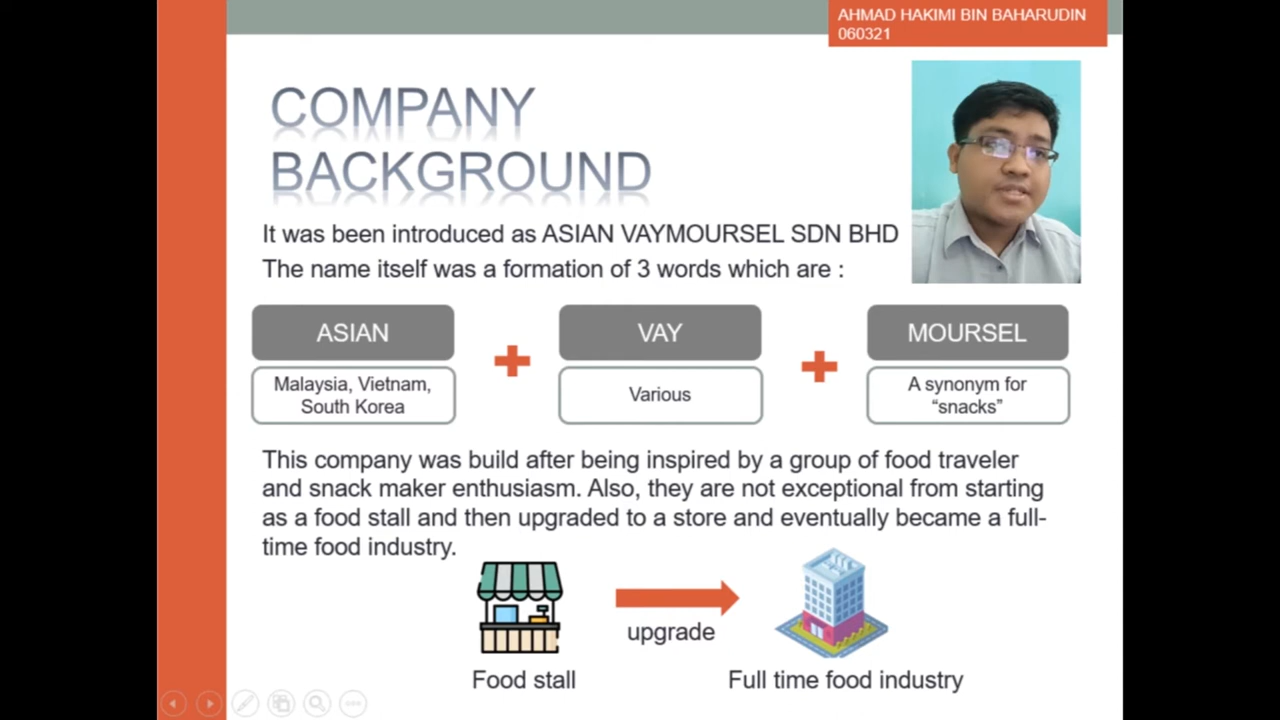 AHMAD HAKIMI BIN BAHARUDIN
060321
COMPANY
BACKGROUND
It was been introduced as ASIAN VAYMOURSEL SDN BHD
The name itself was a formation of 3 words which are :
ASIAN
VAY
MOURSEL
Malaysia, Vietnam,
South Korea
Various
A synonym for
“snacks”
This company was build after being inspired by a group of food traveler
and snack maker enthusiasm. Also, they are not exceptional from starting
as a food stall and then upgraded to a store and eventually became a full-
time food industry.
upgrade
Food stall
Full time food industry